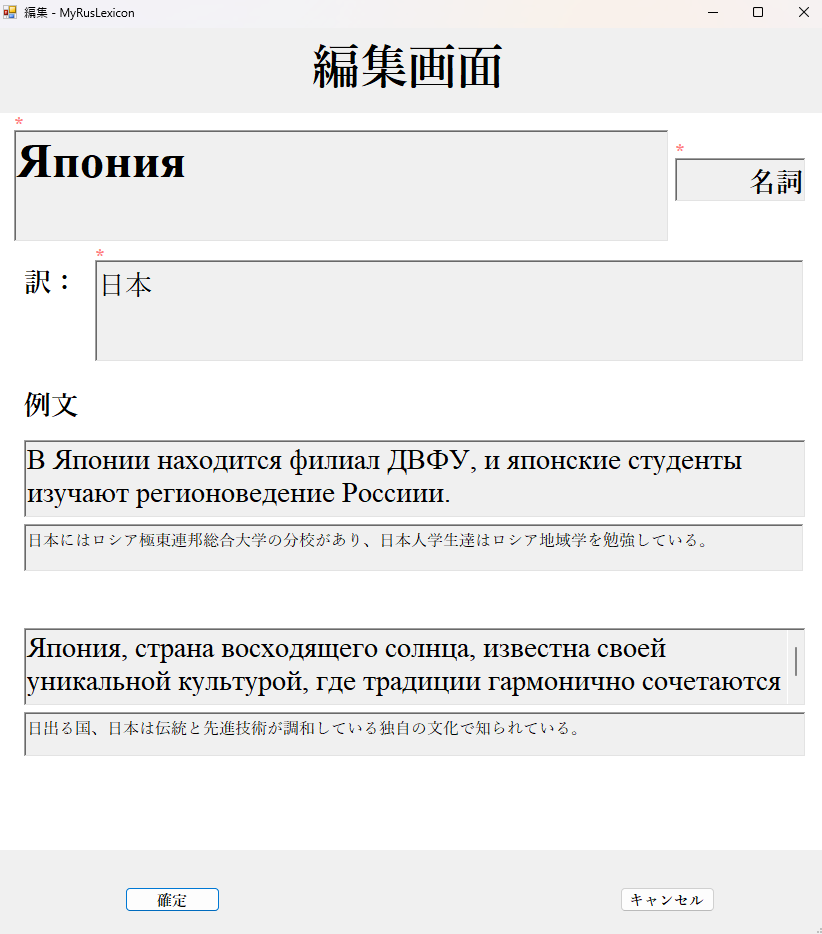 編集 - MyRusLexicon
編集画面
*
Япония
*
名詞
*
訳：
日本
例文
В Японии находится филиал ДВФУ, и японские студенты
изучают регионоведение Россиии.
日本にはロシア極東連邦総合大学の分校があり、日本人学生達はロシア地域学を勉強している。
Япония, страна восходящего солнца, известна своей
уникальной культурой, где традиции гармонично сочетаются
日出る国、日本は伝統と先進技術が調和している独自の文化で知られている。
確定
キャンセル